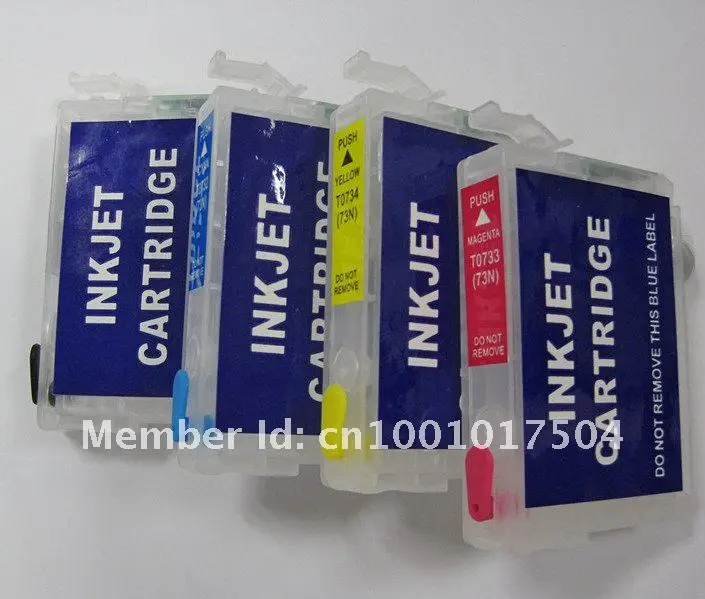 INKJET
CARTRIDGE
INKJET
PUSH
YELLOW
T0734
(73N)
DO NOT
REMOVE
INKJET
PUSH
MAGENTA
T0733
(73N)
DO NOT
REMOVE
INKJET
CARTRIDGE
DO NOT REMOVE THIS BLUE LABEL
Member Id: cn1001017504